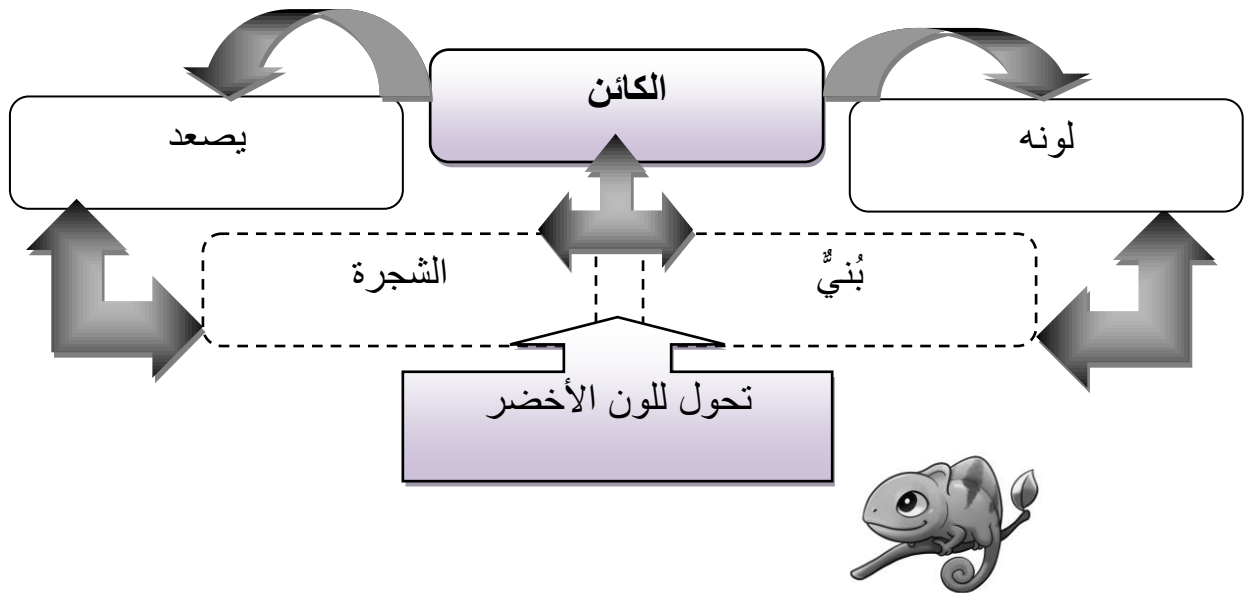 الكائن
لونه
يصعد
بُنيٌّ
الشجرة
تحول للون الأخضر